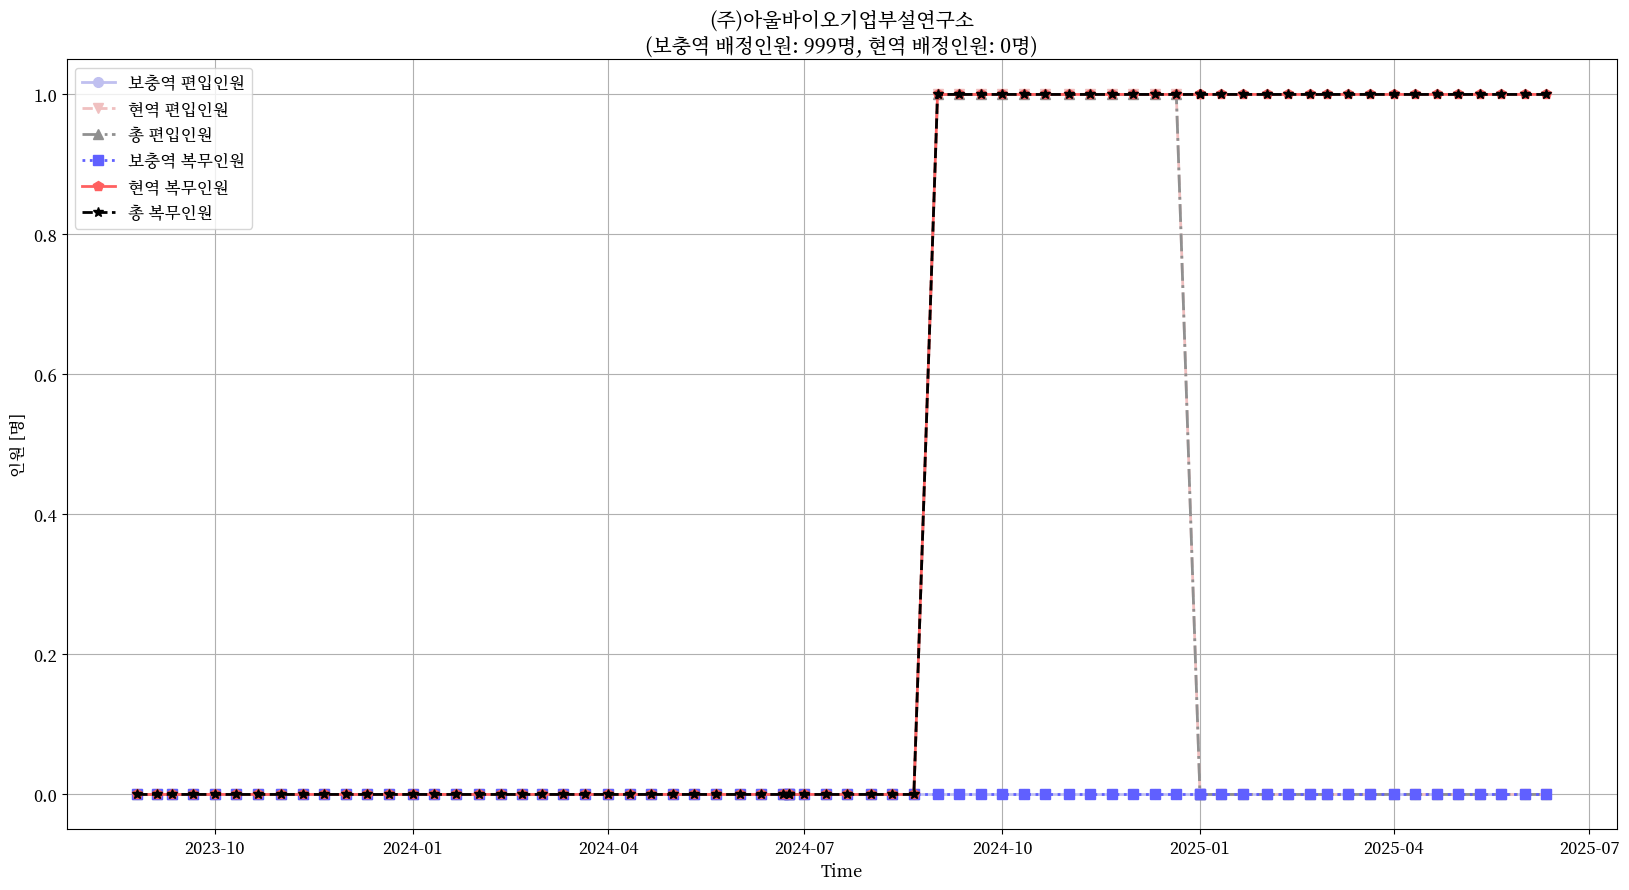 (주)아울바이오기업부설연구소
(보충역 배정인원: 999명, 현역 배정인원: 0명)
보충역 편입인원
현역 편입인원
총 편입인원
보충역 복무인원
현역 복무인원
총 복무인원
1.0
0.8
0.6
0.4
0.2
0.0
인원 [명]
2023-10
2024-01
2024-04
2024-07
2024-10
2025-01
2025-04
2025-07
Time